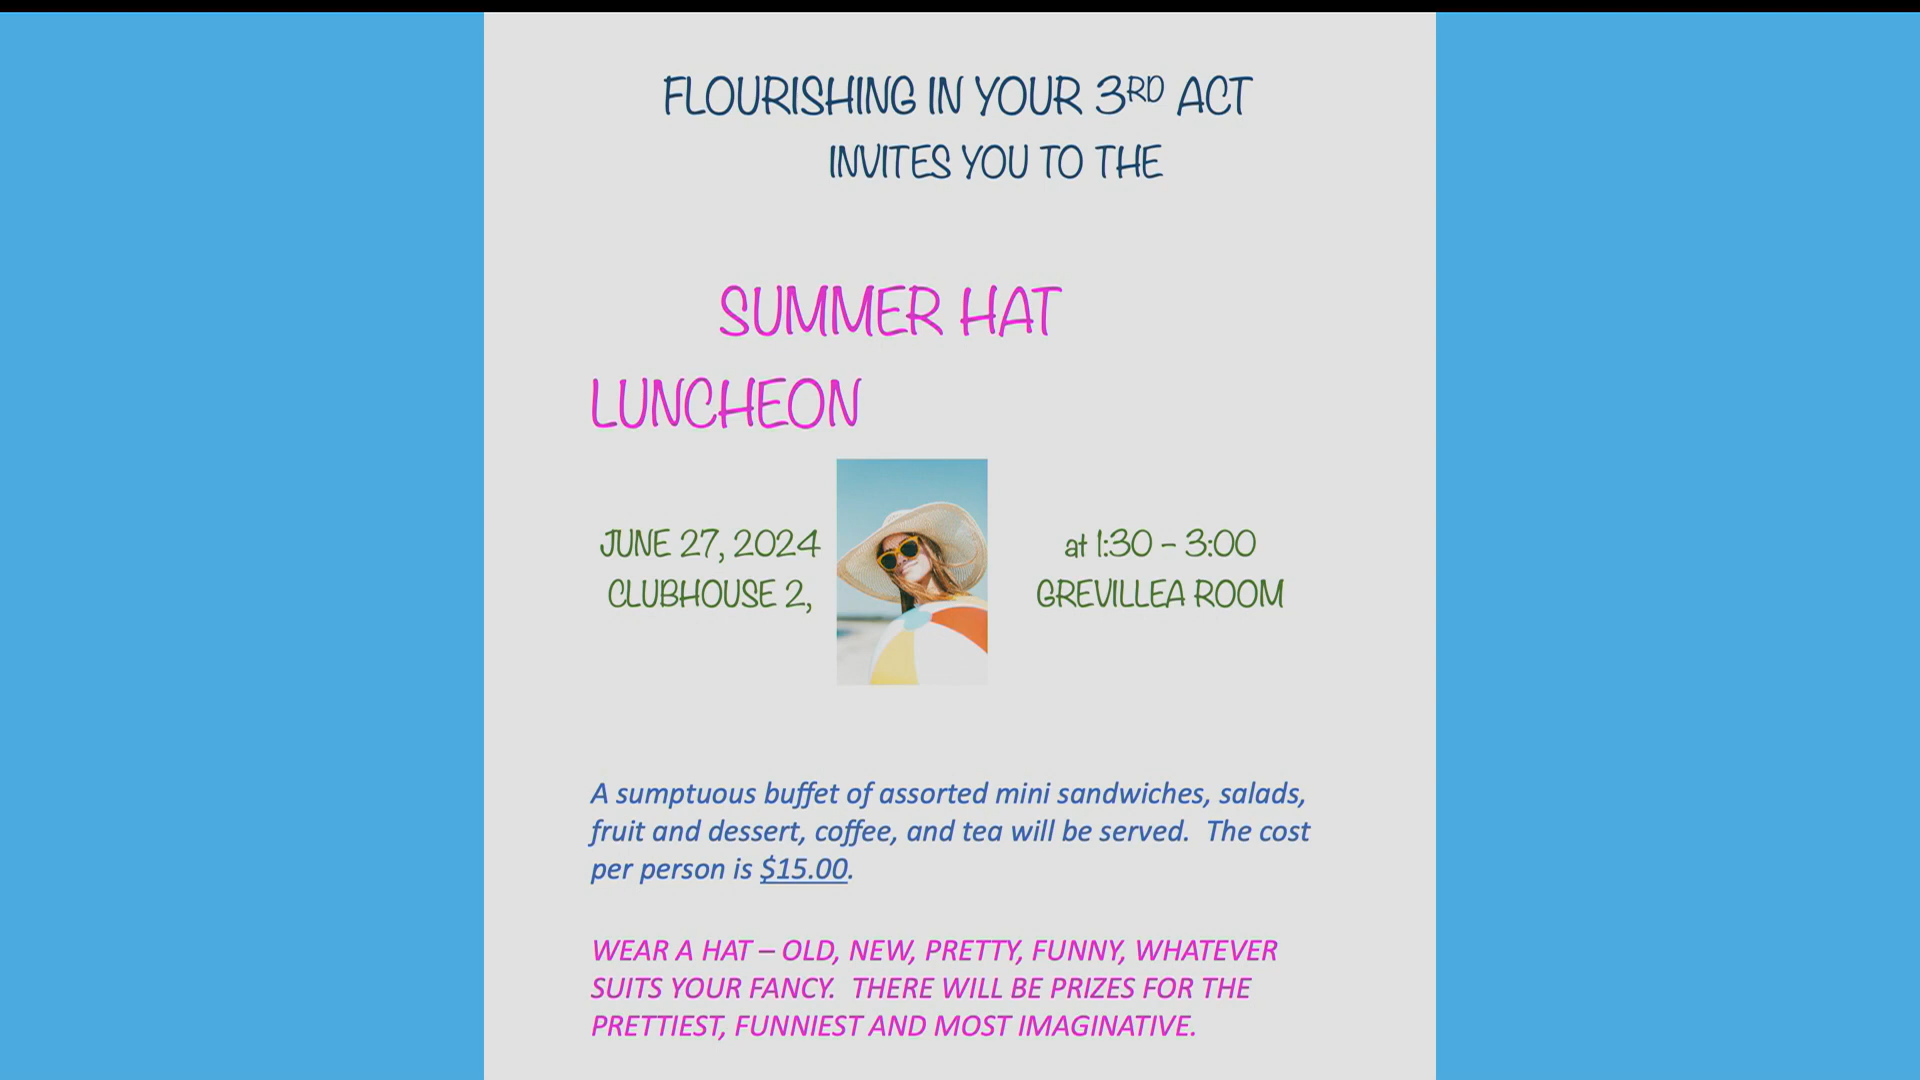 FLOURISHING IN YOUR 3RD ACT
INVITES YOU TO THE
SUMMER HAT
LUNCHEON
JUNE 27, 2024 at 1:30 – 3:00
CLUBHOUSE 2, GREVILLEA ROOM
A sumptuous buffet of assorted mini sandwiches, salads,
fruit and dessert, coffee, and tea will be served. The cost
per person is $15.00.
WEAR A HAT – OLD, NEW, PRETTY, FUNNY, WHATEVER
SUITS YOUR FANCY. THERE WILL BE PRIZES FOR THE
PRETTIEST, FUNNIEST AND MOST IMAGINATIVE.